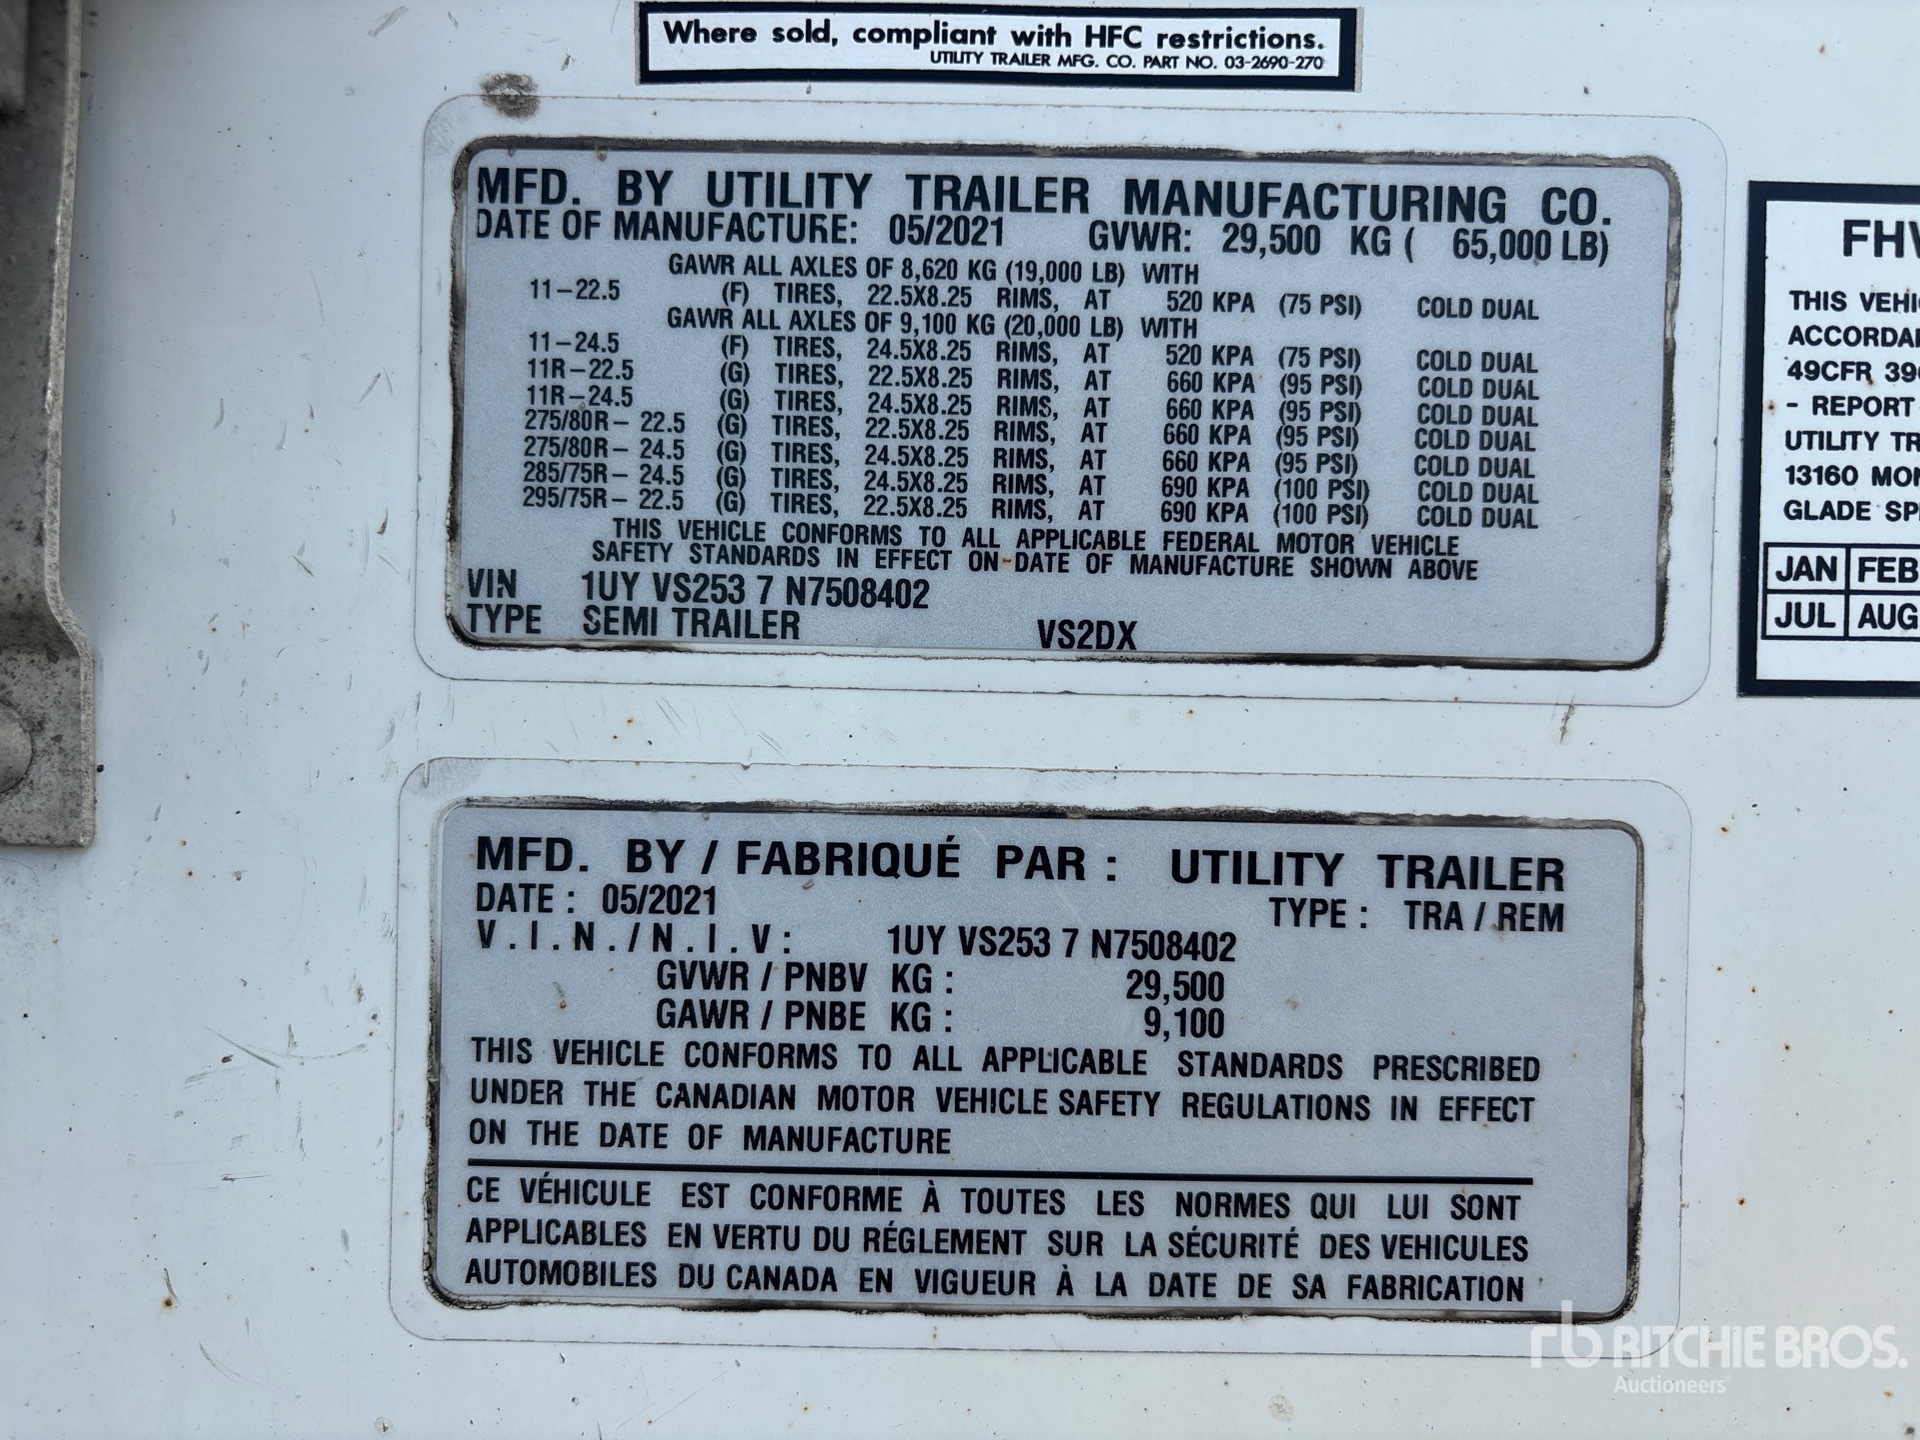 Where sold, compliant with HFC restrictions.
UTILITY TRAILER MFG. CO. PART NO. 03-2690-270
MFD. BY UTILITY TRAILER MANUFACTURING CO.
DATE OF MANUFACTURE: 05/2021 GVWR: 29,500 KG ( 65,000 LB)
GAWR ALL AXLES OF 8,620 KG (19,000 LB) WITH
11-22.5 (F) TIRES, 22.5X8.25 RIMS, AT 520 KPA (75 PSI) COLD DUAL
GAWR ALL AXLES OF 9,100 KG (20,000 LB) WITH
11-24.5 (F) TIRES, 24.5X8.25 RIMS, AT 520 KPA (75 PSI) COLD DUAL
11R-22.5 (G) TIRES, 22.5X8.25 RIMS, AT 660 KPA (95 PSI) COLD DUAL
11R-24.5 (G) TIRES, 24.5X8.25 RIMS, AT 660 KPA (95 PSI) COLD DUAL
275/80R-22.5 (G) TIRES, 22.5X8.25 RIMS, AT 660 KPA (95 PSI) COLD DUAL
275/80R-24.5 (G) TIRES, 24.5X8.25 RIMS, AT 660 KPA (95 PSI) COLD DUAL
285/75R-24.5 (G) TIRES, 24.5X8.25 RIMS, AT 690 KPA (100 PSI) COLD DUAL
295/75R-22.5 (G) TIRES, 22.5X8.25 RIMS, AT 690 KPA (100 PSI) COLD DUAL
THIS VEHICLE CONFORMS TO ALL APPLICABLE FEDERAL MOTOR VEHICLE
SAFETY STANDARDS IN EFFECT ON DATE OF MANUFACTURE SHOWN ABOVE
VIN 1UY VS253 7 N7508402
TYPE SEMI TRAILER VS2DX
THIS
ACCORDA
49CFR
- REPORT
UTILITY
13160
GLADE
JAN FEB
JUL AUG
MFD. BY / FABRIQUÉ PAR : UTILITY TRAILER
DATE : 05/2021 TYPE : TRA / REM
V.I.N./N.I.V: 1UY VS253 7 N7508402
GVWR / PNBV KG : 29,500
GAWR / PNBE KG : 9,100
THIS VEHICLE CONFORMS TO ALL APPLICABLE STANDARDS PRESCRIBED
UNDER THE CANADIAN MOTOR VEHICLE SAFETY REGULATIONS IN EFFECT
ON THE DATE OF MANUFACTURE
CE VÉHICULE EST CONFORME À TOUTES LES NORMES QUI LUI SONT
APPLICABLES EN VERTU DU RÉGLEMENT SUR LA SÉCURITÉ DES VEHICULES
AUTOMOBILES DU CANADA EN VIGUEUR À LA DATE DE SA FABRICATION
rb RITCHIE BROS.
Auctioneers